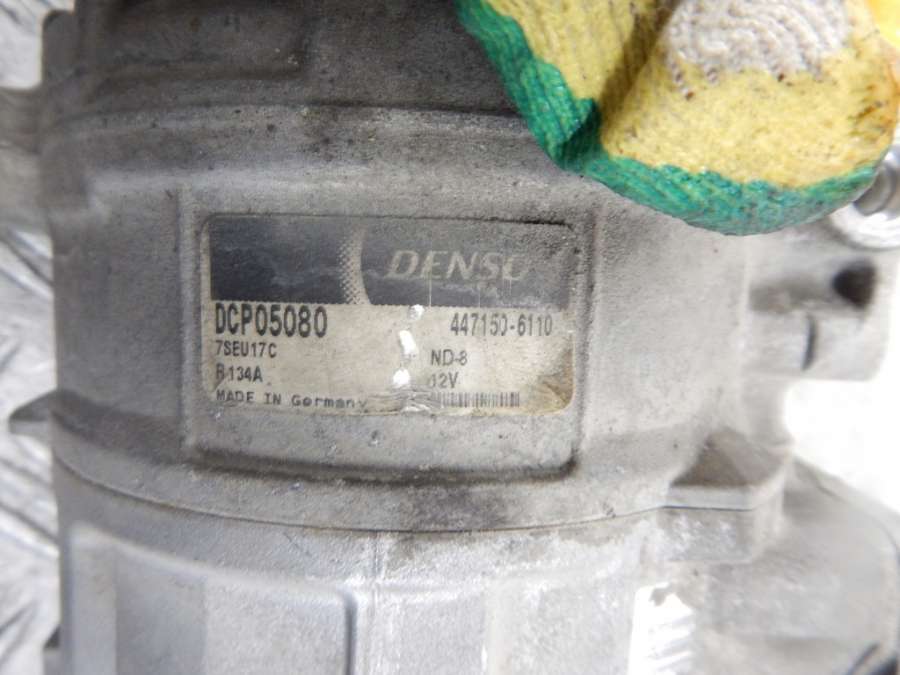 DENSO
DCP05080 447150-6110
7SEU17C ND-8
R134A 12V
MADE IN Germany